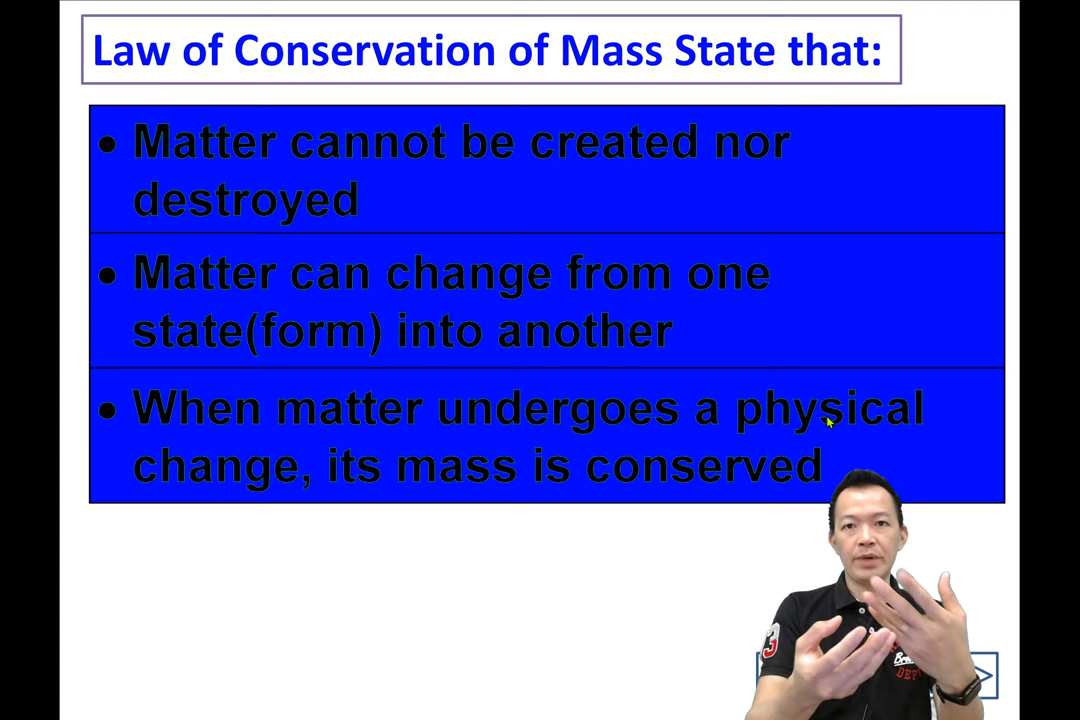 Law of Conservation of Mass State that:
• Matter cannot be created nor
destroyed
• Matter can change from one
state(form) into another
• When matter undergoes a physical
change, its mass is conserved
3